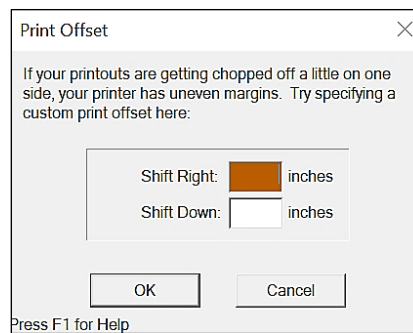 Print Offset
If your printouts are getting chopped off a little on one
side, your printer has uneven margins. Try specifying a
custom print offset here:
Shift Right: inches
Shift Down: inches
OK Cancel
Press F1 for Help